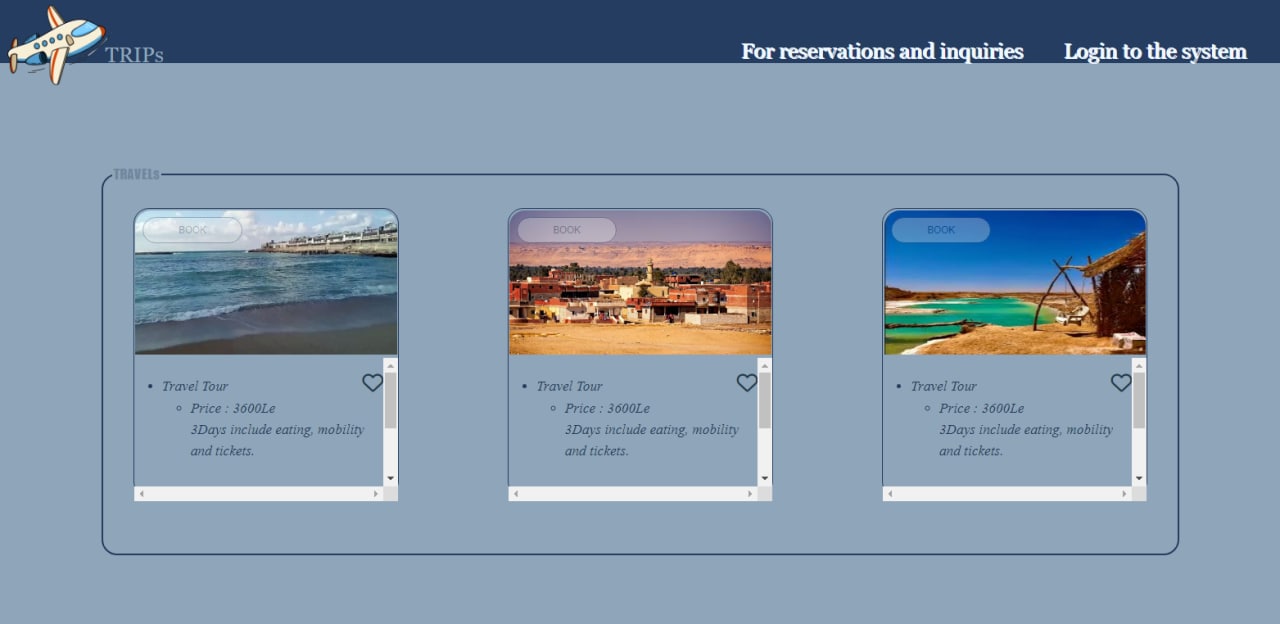 TRIPs
For reservations and inquiries
Login to the system
TRAVELs
BOOK
Travel Tour
Price : 3600Le
3Days include eating, mobility
and tickets.
BOOK
Travel Tour
Price : 3600Le
3Days include eating, mobility
and tickets.
BOOK
Travel Tour
Price : 3600Le
3Days include eating, mobility
and tickets.